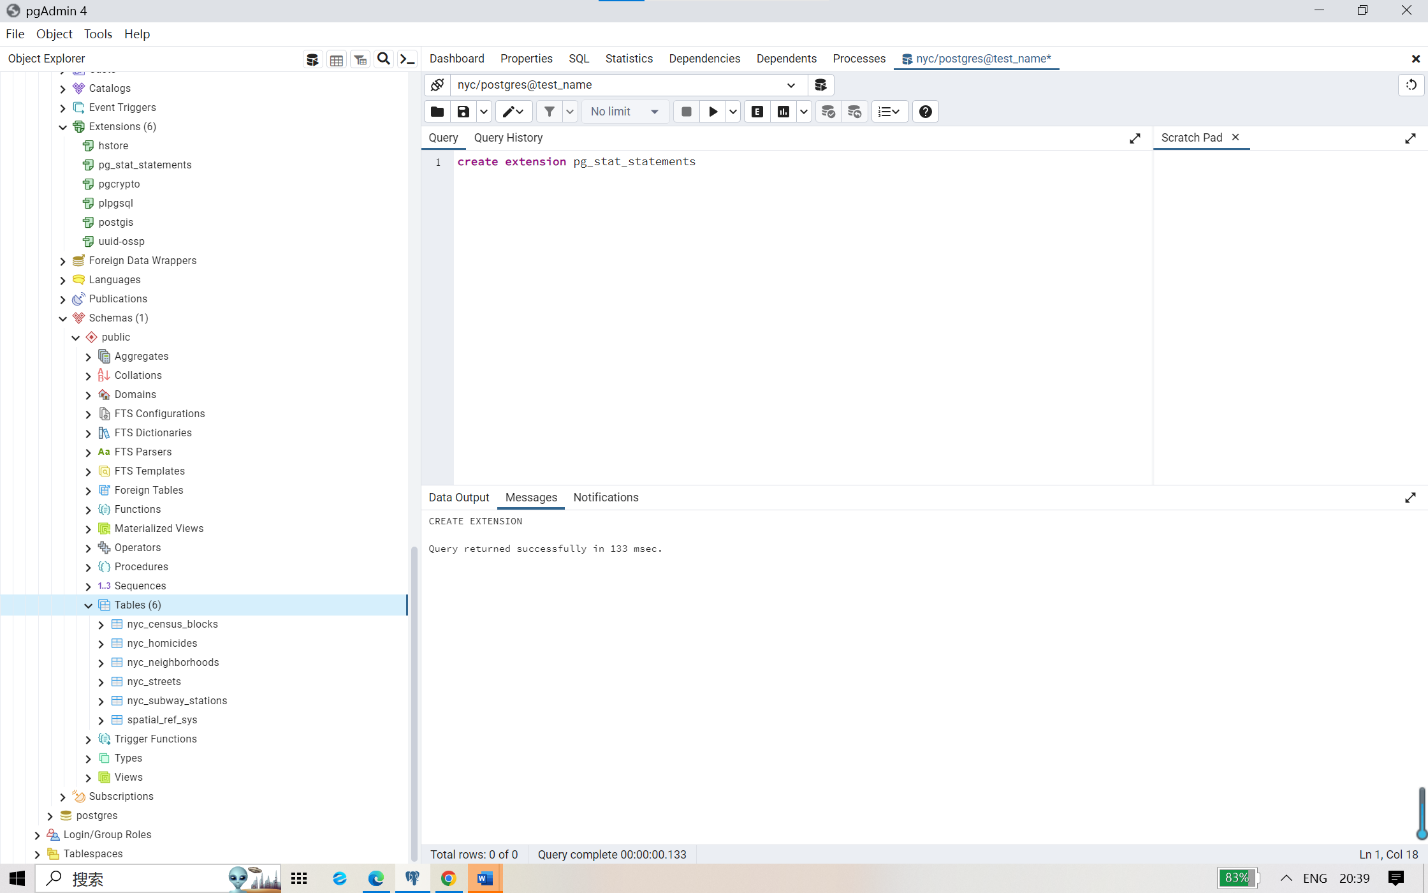 pgAdmin 4
File Object Tools Help
Object Explorer
Dashboard Properties SQL Statistics Dependencies Dependents Processes nyc/postgres@test_name*
nyc/postgres@test_name
No limit
E
Query Query History
Scratch Pad
1 create extension pg_stat_statements
Catalogs
Event Triggers
Extensions (6)
hstore
pg_stat_statements
pgcrypto
plpgsql
postgis
uuid-ossp
Foreign Data Wrappers
Languages
Publications
Schemas (1)
public
Aggregates
Collations
Domains
FTS Configurations
FTS Dictionaries
Aa FTS Parsers
FTS Templates
Foreign Tables
Functions
Materialized Views
Operators
Procedures
1..3 Sequences
Tables (6)
nyc_census_blocks
nyc_homicides
nyc_neighborhoods
nyc_streets
nyc_subway_stations
spatial_ref_sys
Trigger Functions
Types
Views
Subscriptions
postgres
Login/Group Roles
Tablespaces
Data Output Messages Notifications
CREATE EXTENSION
Query returned successfully in 133 msec.
Total rows: 0 of 0 Query complete 00:00:00.133 Ln 1, Col 18
搜索
83% ENG 20:39